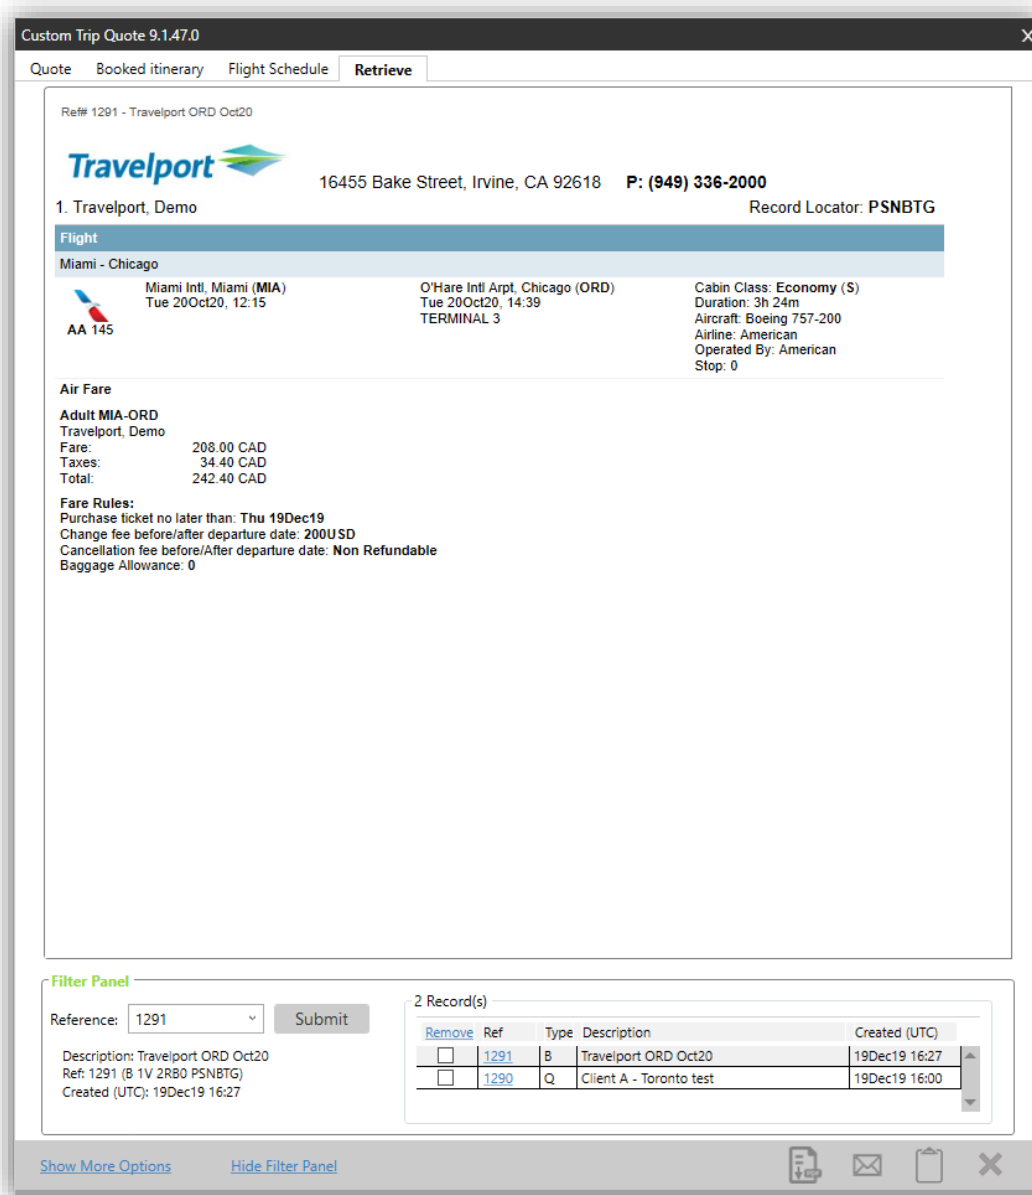 Custom Trip Quote 9.1.47.0
Quote Booked itinerary Flight Schedule Retrieve
Ref# 1291 - Travelport ORD Oct20
Travelport
16455 Bake Street, Irvine, CA 92618 P: (949) 336-2000
1. Travelport, Demo Record Locator: PSNBTG
Flight
Miami - Chicago
Miami Intl, Miami (MIA) O'Hare Intl Arpt, Chicago (ORD) Cabin Class: Economy (S)
Tue 20Oct20, 12:15 Tue 20Oct20, 14:39 Duration: 3h 24m
TERMINAL 3 Aircraft: Boeing 757-200
AA 145 Airline: American
Operated By: American
Stop: 0
Air Fare
Adult MIA-ORD
Travelport, Demo
Fare: 208.00 CAD
Taxes: 34.40 CAD
Total: 242.40 CAD
Fare Rules:
Purchase ticket no later than: Thu 19Dec19
Change fee before/after departure date: 200USD
Cancellation fee before/After departure date: Non Refundable
Baggage Allowance: 0
Filter Panel
Reference: 1291 Submit
Description: Travelport ORD Oct20
Ref: 1291 (B 1V 2RB0 PSNBTG)
Created (UTC): 19Dec19 16:27
2 Record(s)
Remove Ref Type Description Created (UTC)
1291 B Travelport ORD Oct20 19Dec19 16:27
1290 Q Client A - Toronto test 19Dec19 16:00
Show More Options Hide Filter Panel